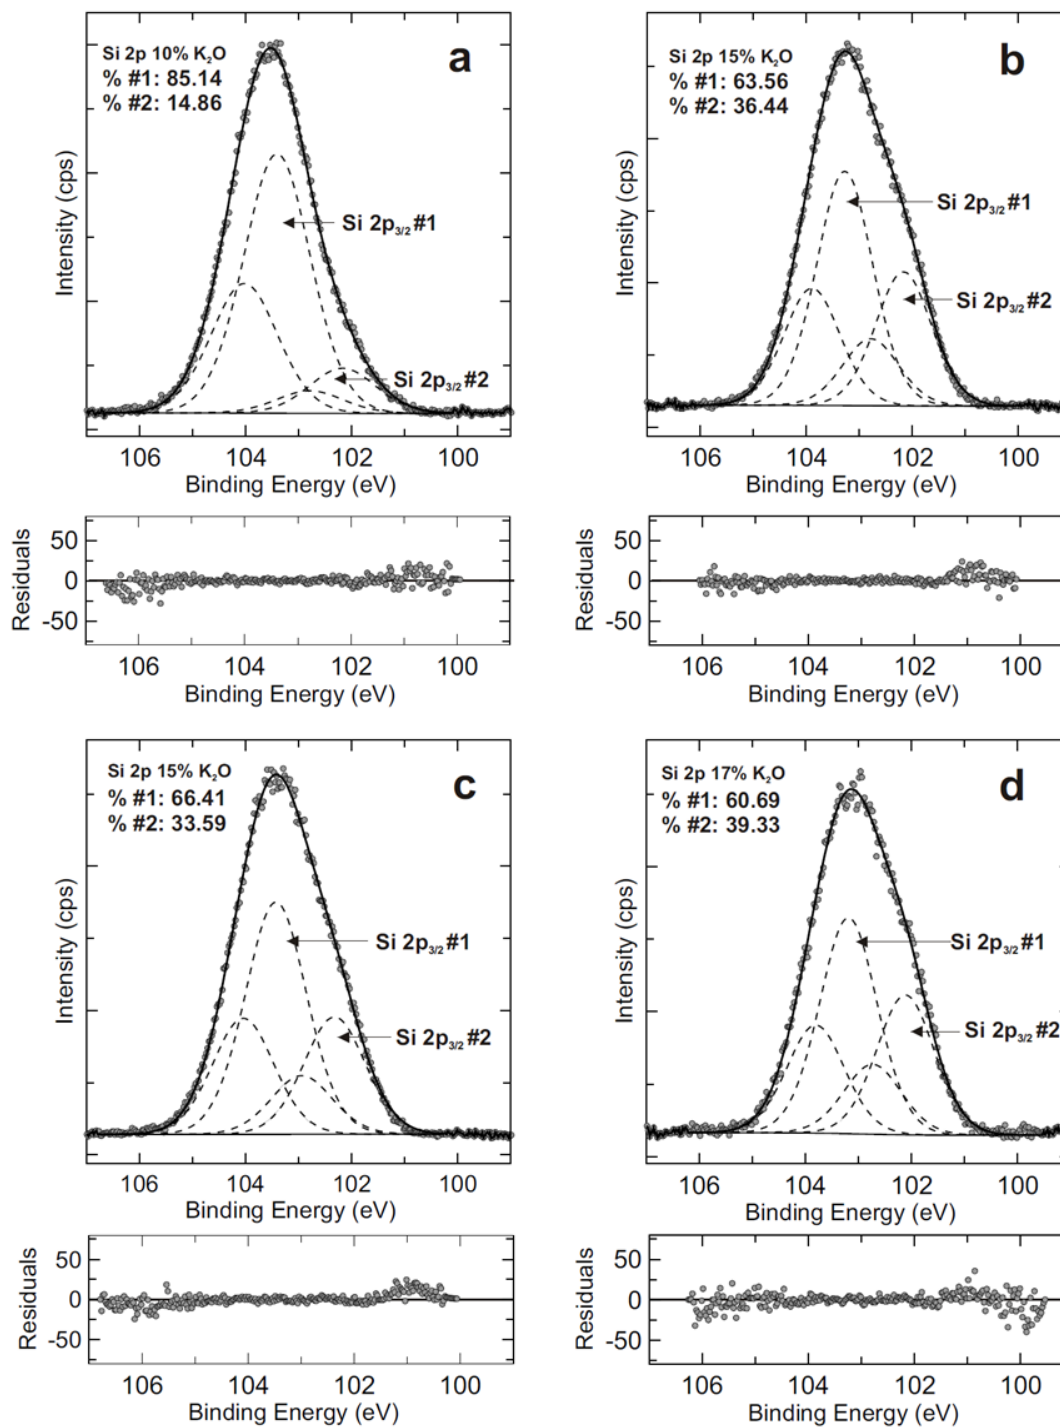 Si 2p 10% K₂O
% #1: 85.14
% #2: 14.86
a
Si 2p₃/₂ #1
Si 2p₃/₂ #2
Intensity (cps)
106 104 102 100
Binding Energy (eV)
Si 2p 15% K₂O
% #1: 63.56
% #2: 36.44
b
Si 2p₃/₂ #1
Si 2p₃/₂ #2
Intensity (cps)
106 104 102 100
Binding Energy (eV)
50
0
-50
Residuals
106 104 102 100
Binding Energy (eV)
50
0
-50
Residuals
106 104 102 100
Binding Energy (eV)
Si 2p 15% K₂O
% #1: 66.41
% #2: 33.59
c
Si 2p₃/₂ #1
Si 2p₃/₂ #2
Intensity (cps)
106 104 102 100
Binding Energy (eV)
Si 2p 17% K₂O
% #1: 60.69
% #2: 39.33
d
Si 2p₃/₂ #1
Si 2p₃/₂ #2
Intensity (cps)
106 104 102 100
Binding Energy (eV)
50
0
-50
Residuals
106 104 102 100
Binding Energy (eV)
50
0
-50
Residuals
106 104 102 100
Binding Energy (eV)